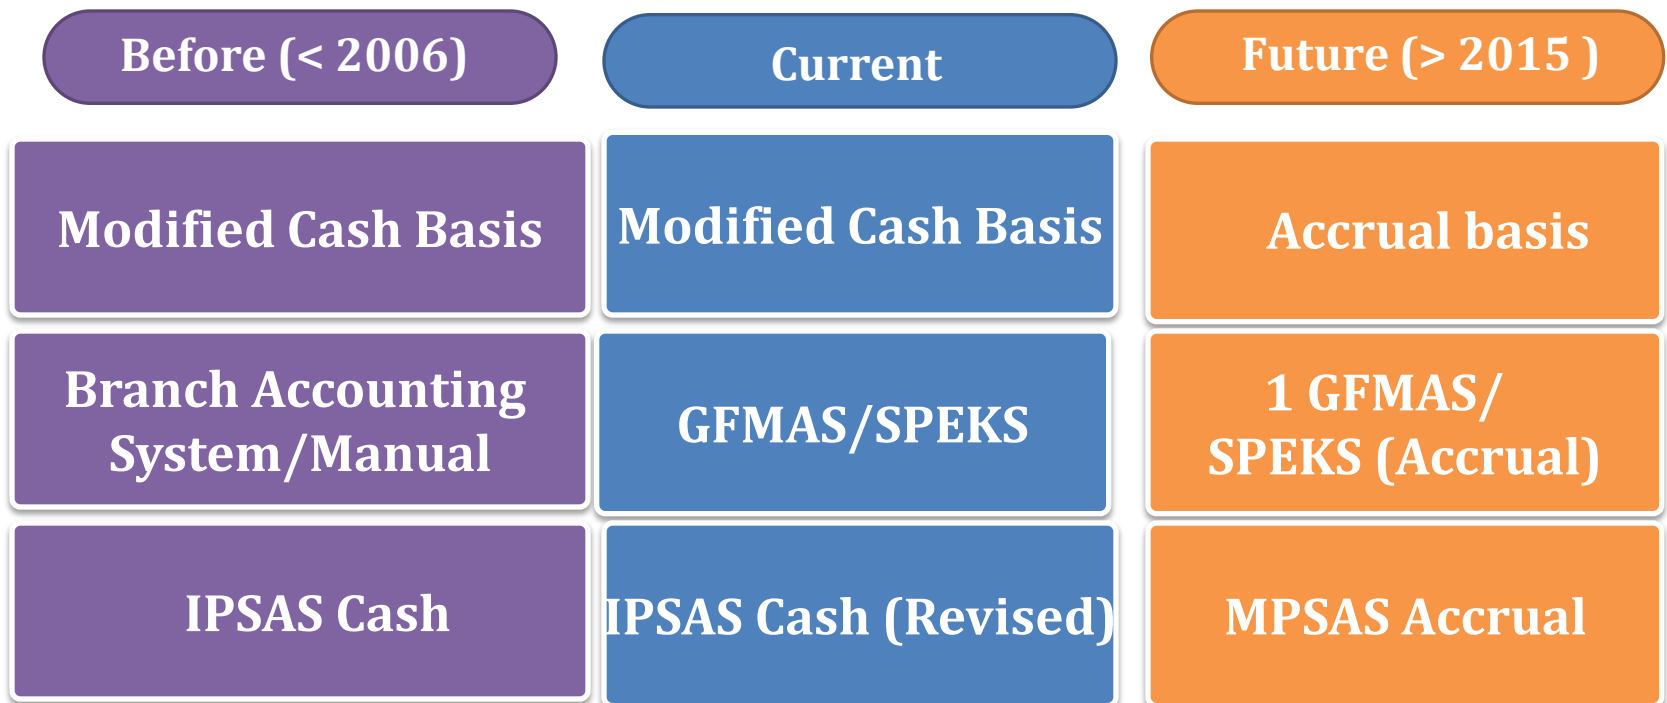 Before (< 2006)
Current
Future (> 2015 )
Modified Cash Basis
Modified Cash Basis
Accrual basis
Branch Accounting
System/Manual
GFMAS/SPEKS
1 GFMAS/
SPEKS (Accrual)
IPSAS Cash
IPSAS Cash (Revised)
MPSAS Accrual